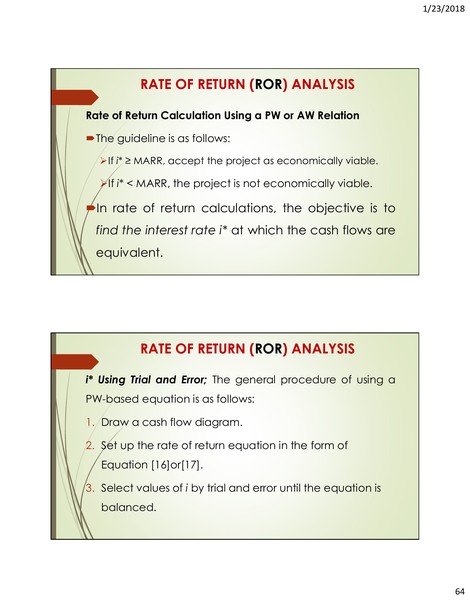 1/23/2018
RATE OF RETURN (ROR) ANALYSIS
Rate of Return Calculation Using a PW or AW Relation
The guideline is as follows:
If i* ≥ MARR, accept the project as economically viable.
If i* < MARR, the project is not economically viable.
In rate of return calculations, the objective is to
find the interest rate i* at which the cash flows are
equivalent.
RATE OF RETURN (ROR) ANALYSIS
i* Using Trial and Error; The general procedure of using a
PW-based equation is as follows:
1. Draw a cash flow diagram.
2. Set up the rate of return equation in the form of
Equation [16]or[17].
3. Select values of i by trial and error until the equation is
balanced.
64